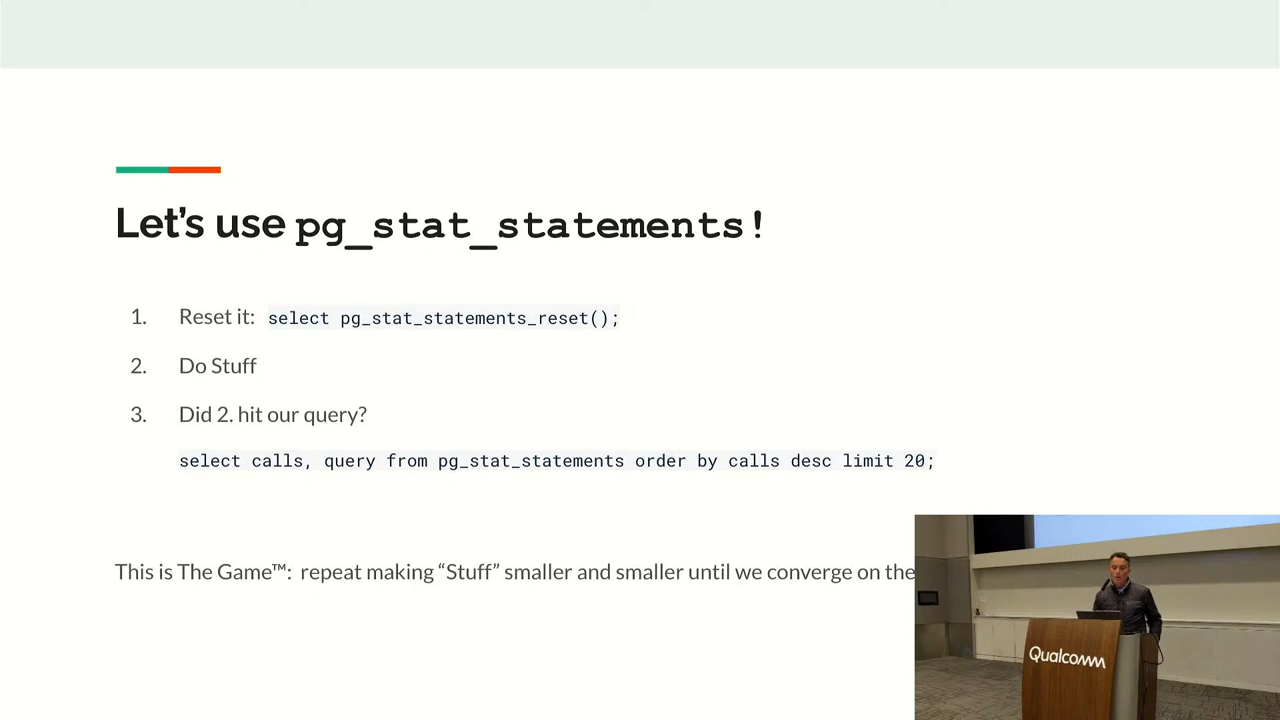 Let's use pg_stat_statements!
1. Reset it: select pg_stat_statements_reset();
2. Do Stuff
3. Did 2. hit our query?
select calls, query from pg_stat_statements order by calls desc limit 20;
This is The Game™: repeat making “Stuff” smaller and smaller until we converge on the
Qualcomm